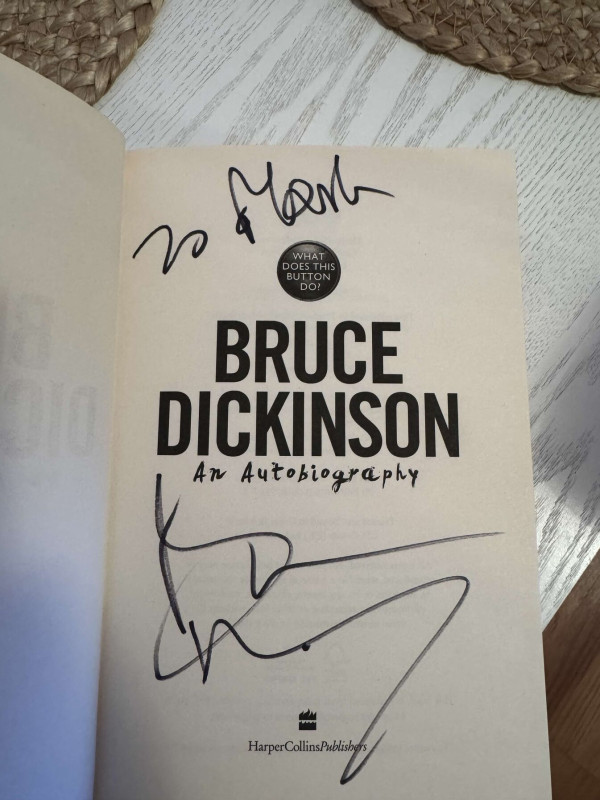 To Mark
WHAT
DOES THIS
BUTTON
DO?
BRUCE
DICKINSON
An Autobiography
HarperCollinsPublishers